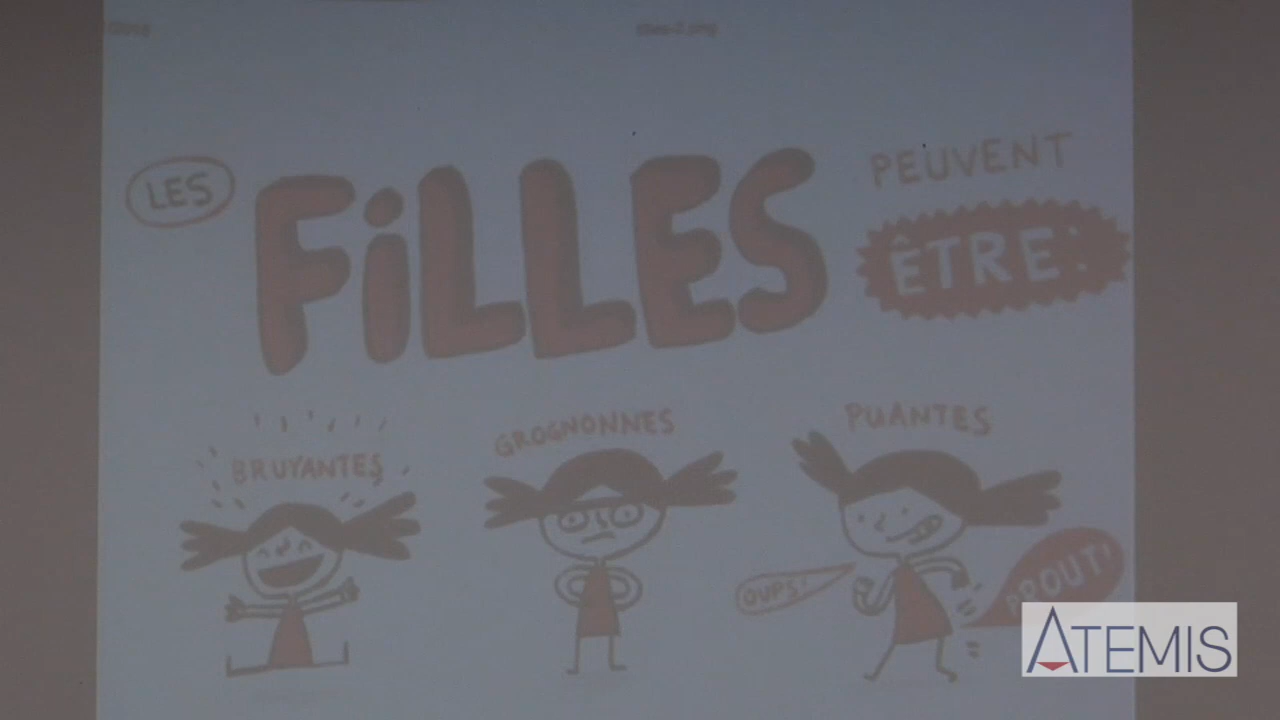 LES
FiLLES
PEUVENT
ÊTRE:
BRUYANTES
GROGNONNES
PUANTES
OUPS!
PROUT!
ATEMIS